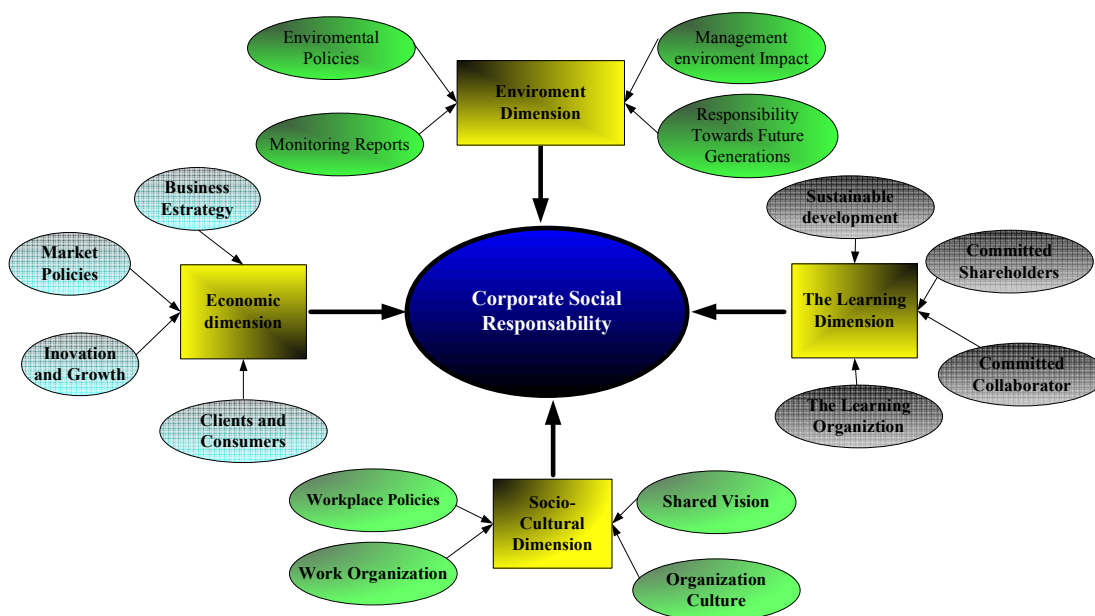 Enviromental
Policies
Management
enviroment Impact
Enviroment
Dimension
Monitoring Reports
Responsibility
Towards Future
Generations
Business
Estrategy
Sustainable
development
Market
Policies
Committed
Shareholders
Economic
dimension
Corporate Social
Responsability
The Learning
Dimension
Inovation
and Growth
Committed
Collaborator
Clients and
Consumers
The Learning
Organiztion
Workplace Policies
Socio-
Cultural
Dimension
Shared Vision
Work Organization
Organization
Culture